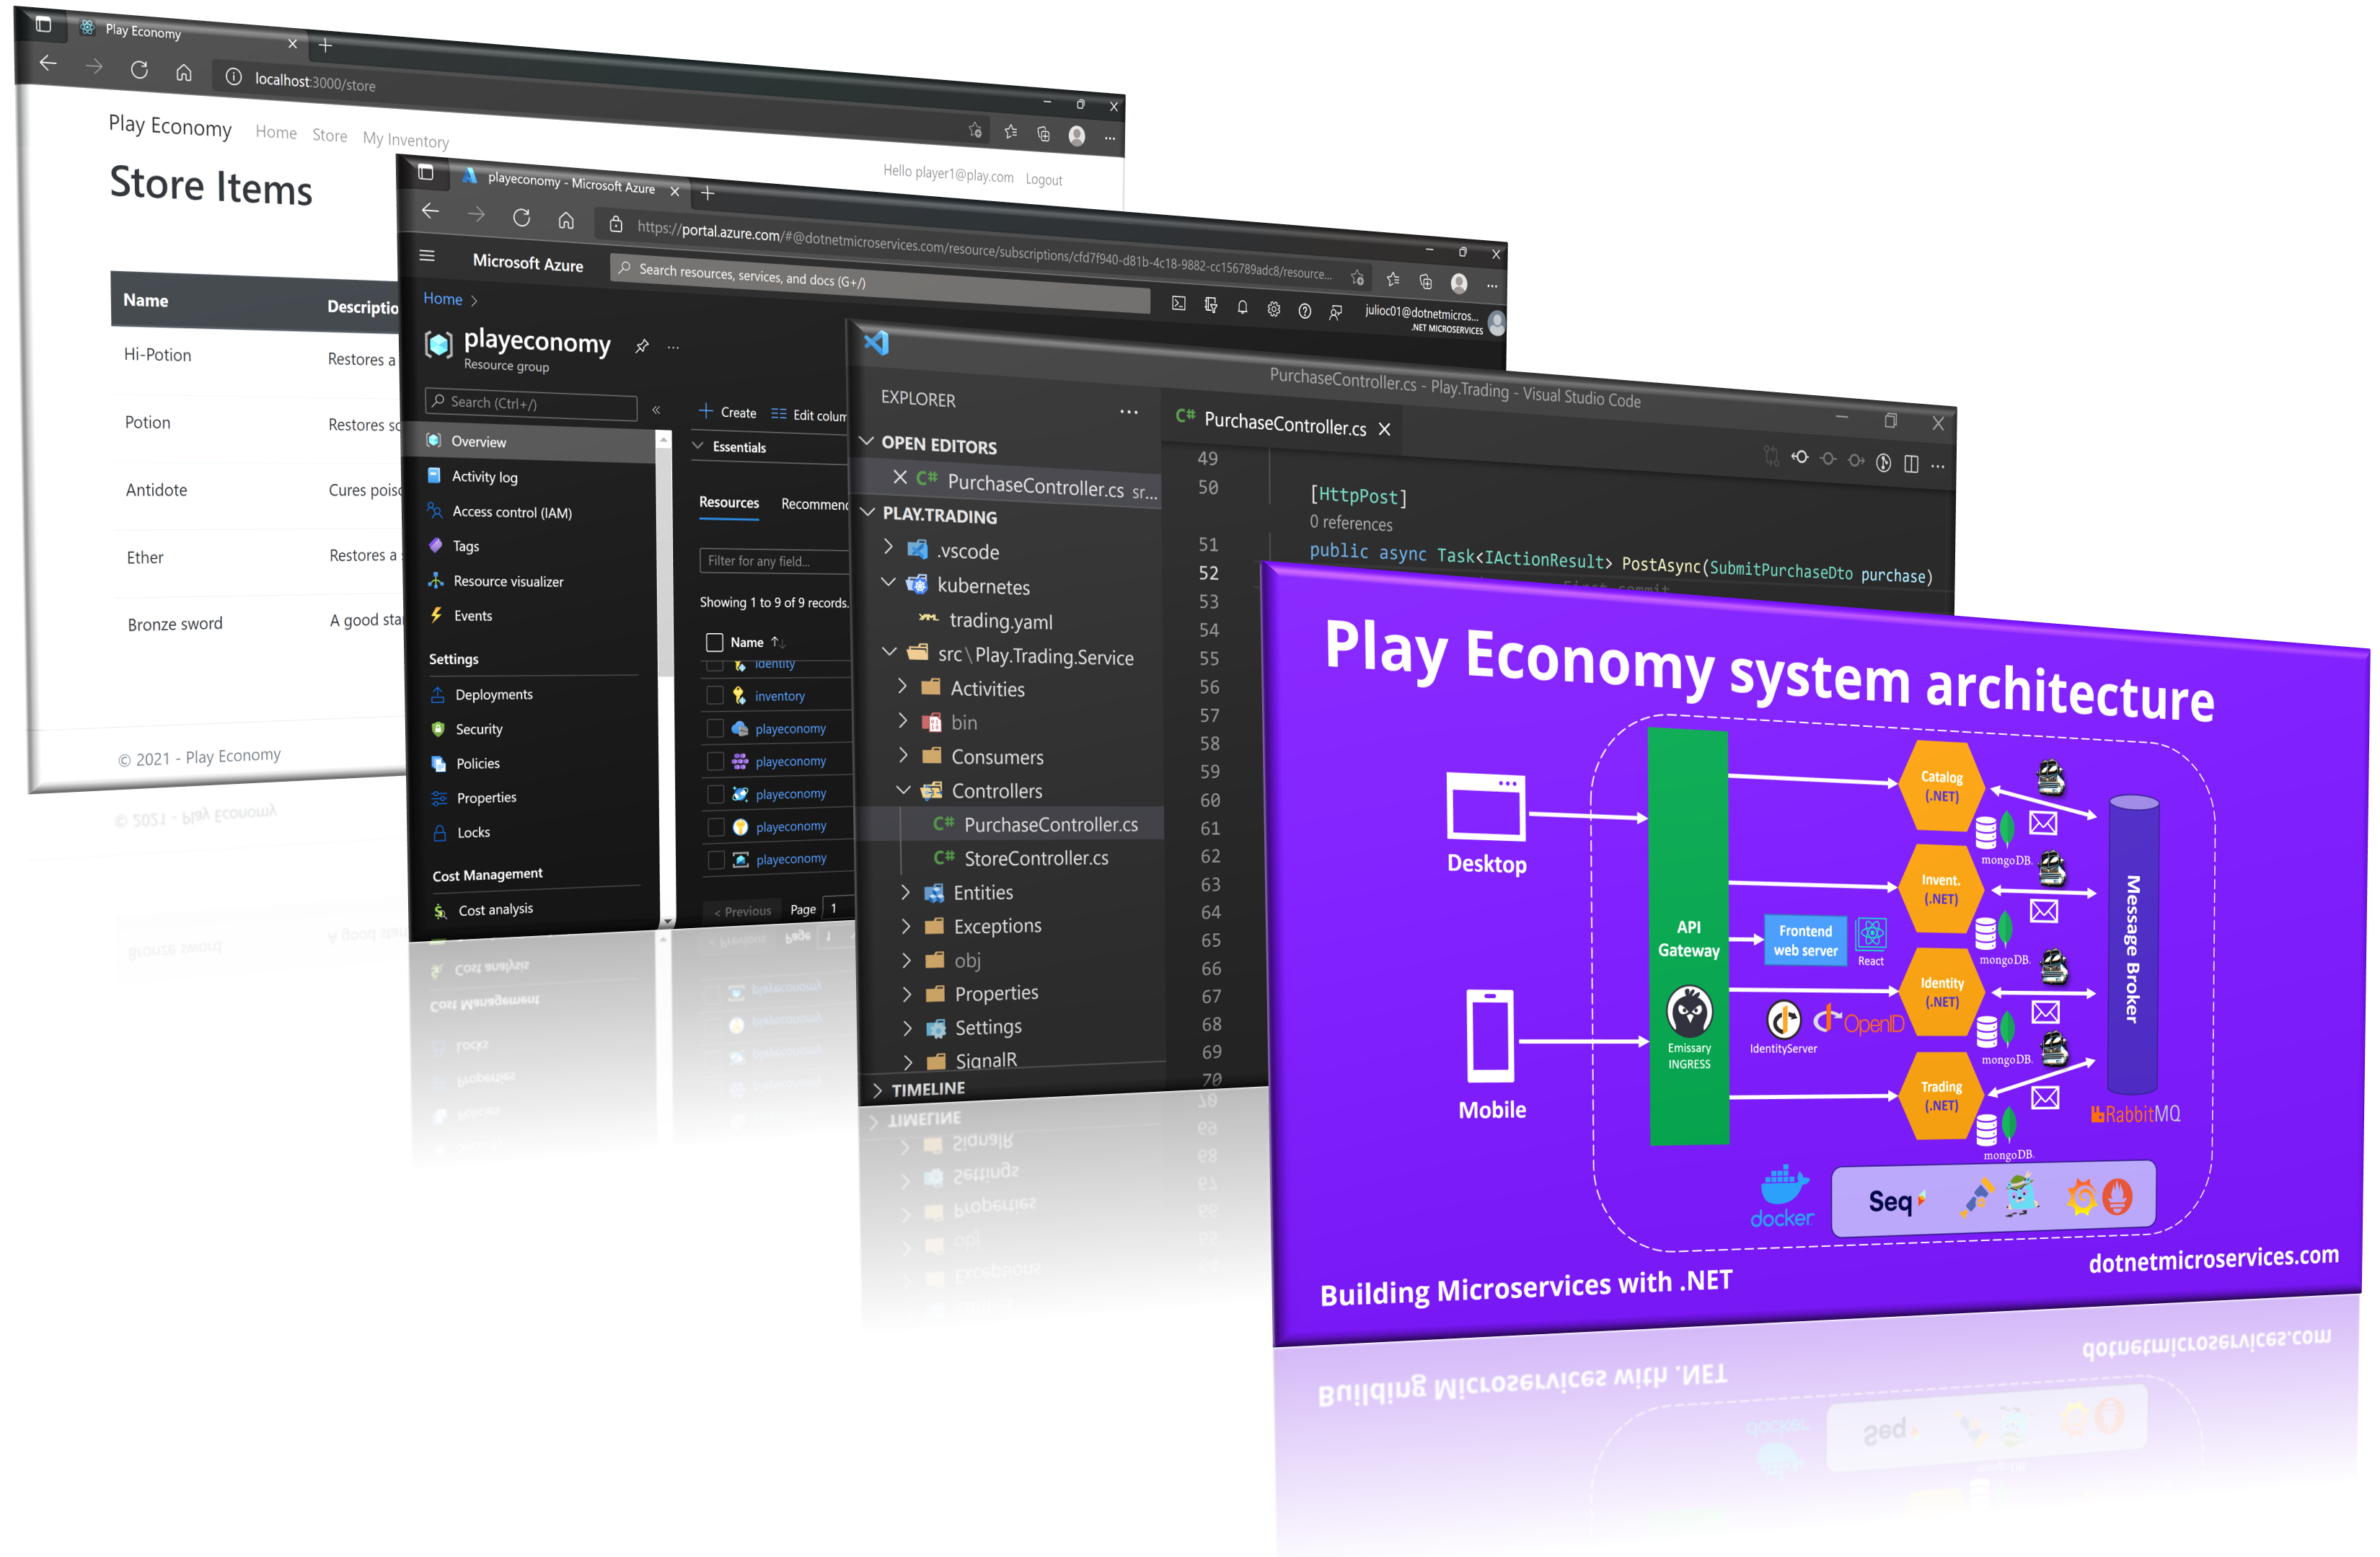 Play Economy
localhost:3000/store
Play Economy Home Store My Inventory
Hello player1@play.com Logout
Store Items
Name Descriptio
Hi-Potion Restores a
Potion Restores so
Antidote Cures poiso
Ether Restores a
Bronze sword A good sta
© 2021 - Play Economy
playeconomy - Microsoft Azure
https://portal.azure.com/#@dotnetmicroservices.com/resource/subscriptions/cfd7f940-d81b-4c18-9882-cc156789adc8/resource...
Microsoft Azure
Search resources, services, and docs (G+/)
julioc01@dotnetmicros...
.NET MICROSERVICES
Home >
playeconomy
Resource group
Search (Ctrl+/)
«
Overview
Activity log
Access control (IAM)
Tags
Resource visualizer
Events
Settings
Deployments
Security
Policies
Properties
Locks
Cost Management
Cost analysis
+ Create Edit colum
Essentials
Resources Recommen
Filter for any field...
Showing 1 to 9 of 9 records.
Name
identity
inventory
playeconomy
playeconomy
playeconomy
playeconomy
playeconomy
< Previous Page 1
PurchaseController.cs - Play.Trading - Visual Studio Code
EXPLORER
OPEN EDITORS
C# PurchaseController.cs sr...
PLAY.TRADING
.vscode
kubernetes
trading.yaml
src\Play.Trading.Service
Activities
bin
Consumers
Controllers
C# PurchaseController.cs
C# StoreController.cs
Entities
Exceptions
obj
Properties
Settings
SignalR
TIMELINE
C# PurchaseController.cs
49
50 [HttpPost]
0 references
51 public async Task<IActionResult> PostAsync(SubmitPurchaseDto purchase)
52
First commit
53
54
55
56
57
58
59
60
61
62
63
64
65
66
67
68
69
70
Play Economy system architecture
Desktop
Mobile
API
Gateway
Emissary
INGRESS
Frontend
web server
React
IdentityServer
OpenID
Catalog
(.NET)
mongoDB.
Invent.
(.NET)
mongoDB.
Identity
(.NET)
mongoDB.
Trading
(.NET)
mongoDB.
Message Broker
RabbitMQ
docker
Seq
Building Microservices with .NET
dotnetmicroservices.com